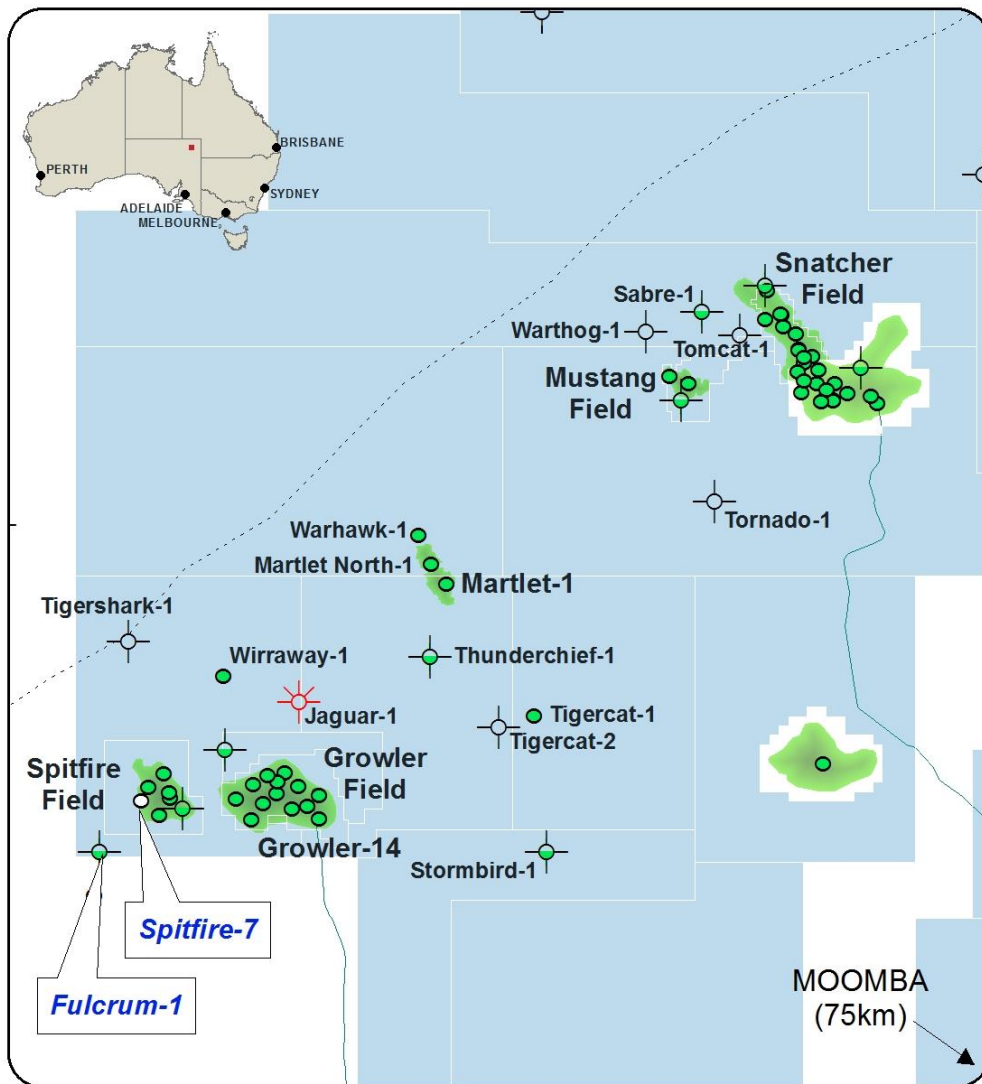 BRISBANE
PERTH
SYDNEY
ADELAIDE
MELBOURNE
Snatcher
Field
Sabre-1
Warthog-1
Tomcat-1
Mustang
Field
Tornado-1
Warhawk-1
Martlet North-1
Martlet-1
Tigershark-1
Wirraway-1
Thunderchief-1
Jaguar-1
Tigercat-1
Tigercat-2
Spitfire
Field
Growler
Field
Growler-14
Stormbird-1
Spitfire-7
Fulcrum-1
MOOMBA
(75km)